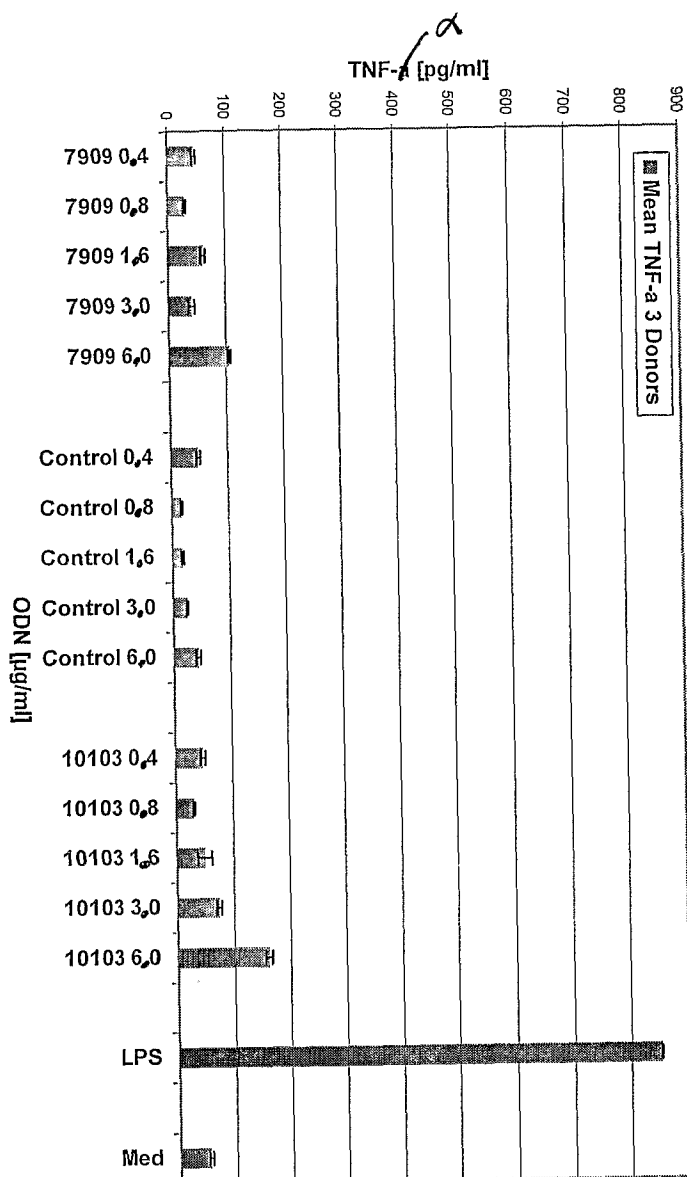 α
TNF-a [pg/ml]
0
100
200
300
400
500
600
700
800
900
Mean TNF-a 3 Donors
7909 0,4
7909 0,8
7909 1,6
7909 3,0
7909 6,0
Control 0,4
Control 0,8
Control 1,6
Control 3,0
Control 6,0
10103 0,4
10103 0,8
10103 1,6
10103 3,0
10103 6,0
LPS
Med
ODN [µg/ml]